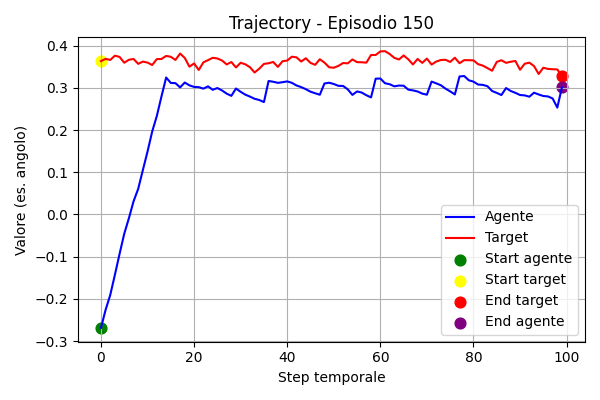 Trajectory - Episodio 150
Valore (es. angolo)
0.4
0.3
0.2
0.1
0.0
−0.1
−0.2
−0.3
0
20
40
60
80
100
Step temporale
Agente
Target
Start agente
Start target
End target
End agente